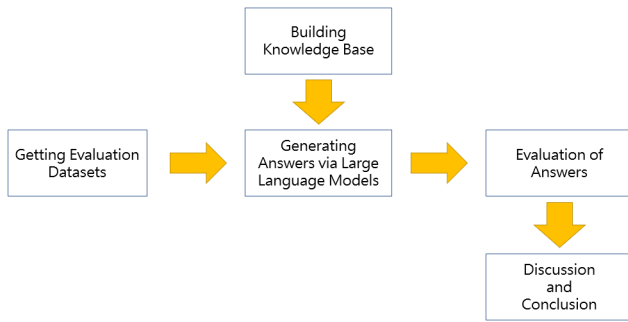 Building
Knowledge Base
Getting Evaluation
Datasets
Generating
Answers via Large
Language Models
Evaluation of
Answers
Discussion
and
Conclusion